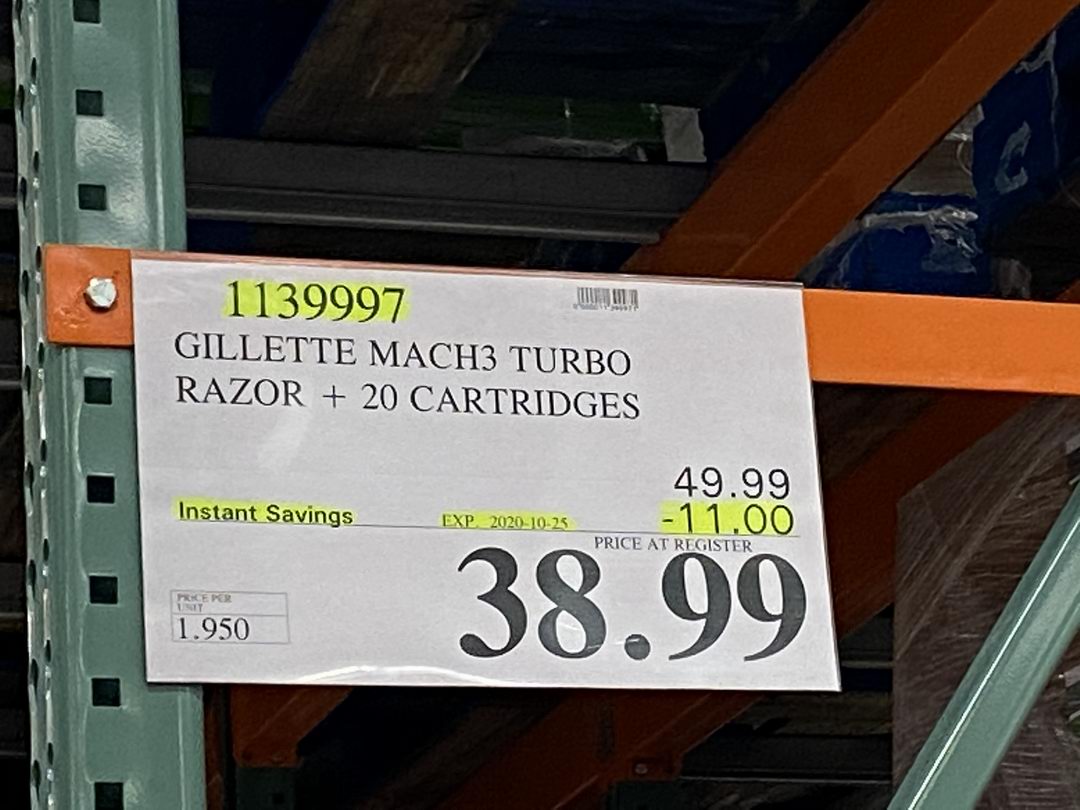 1139997
GILLETTE MACH3 TURBO
RAZOR + 20 CARTRIDGES
49.99
Instant Savings EXP. 2020-10-25 -11.00
PRICE AT REGISTER
38.99
PRICE PER
UNIT
1.950